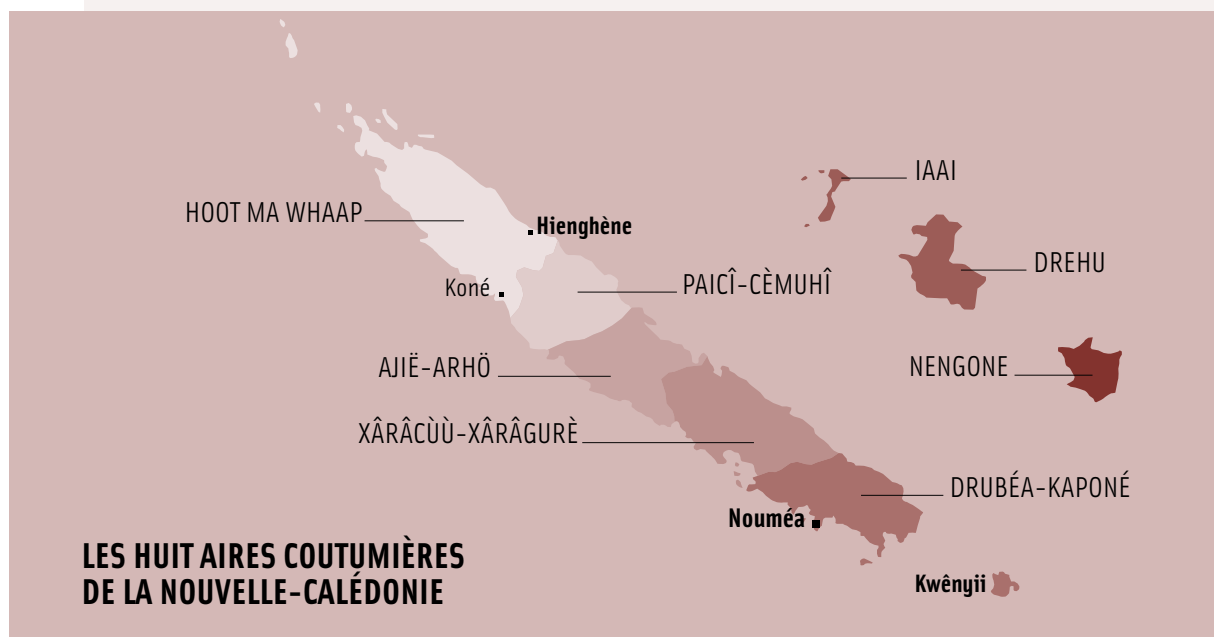 IAAI
HOOT MA WHAAP
Hienghène
DREHU
Koné
PAICÎ-CÈMUHÎ
AJIË-ARHÖ
NENGONE
XÂRÂCÙÙ-XÂRÂGURÈ
DRUBÉA-KAPONÉ
Nouméa
LES HUIT AIRES COUTUMIÈRES
DE LA NOUVELLE-CALÉDONIE
Kwênyii